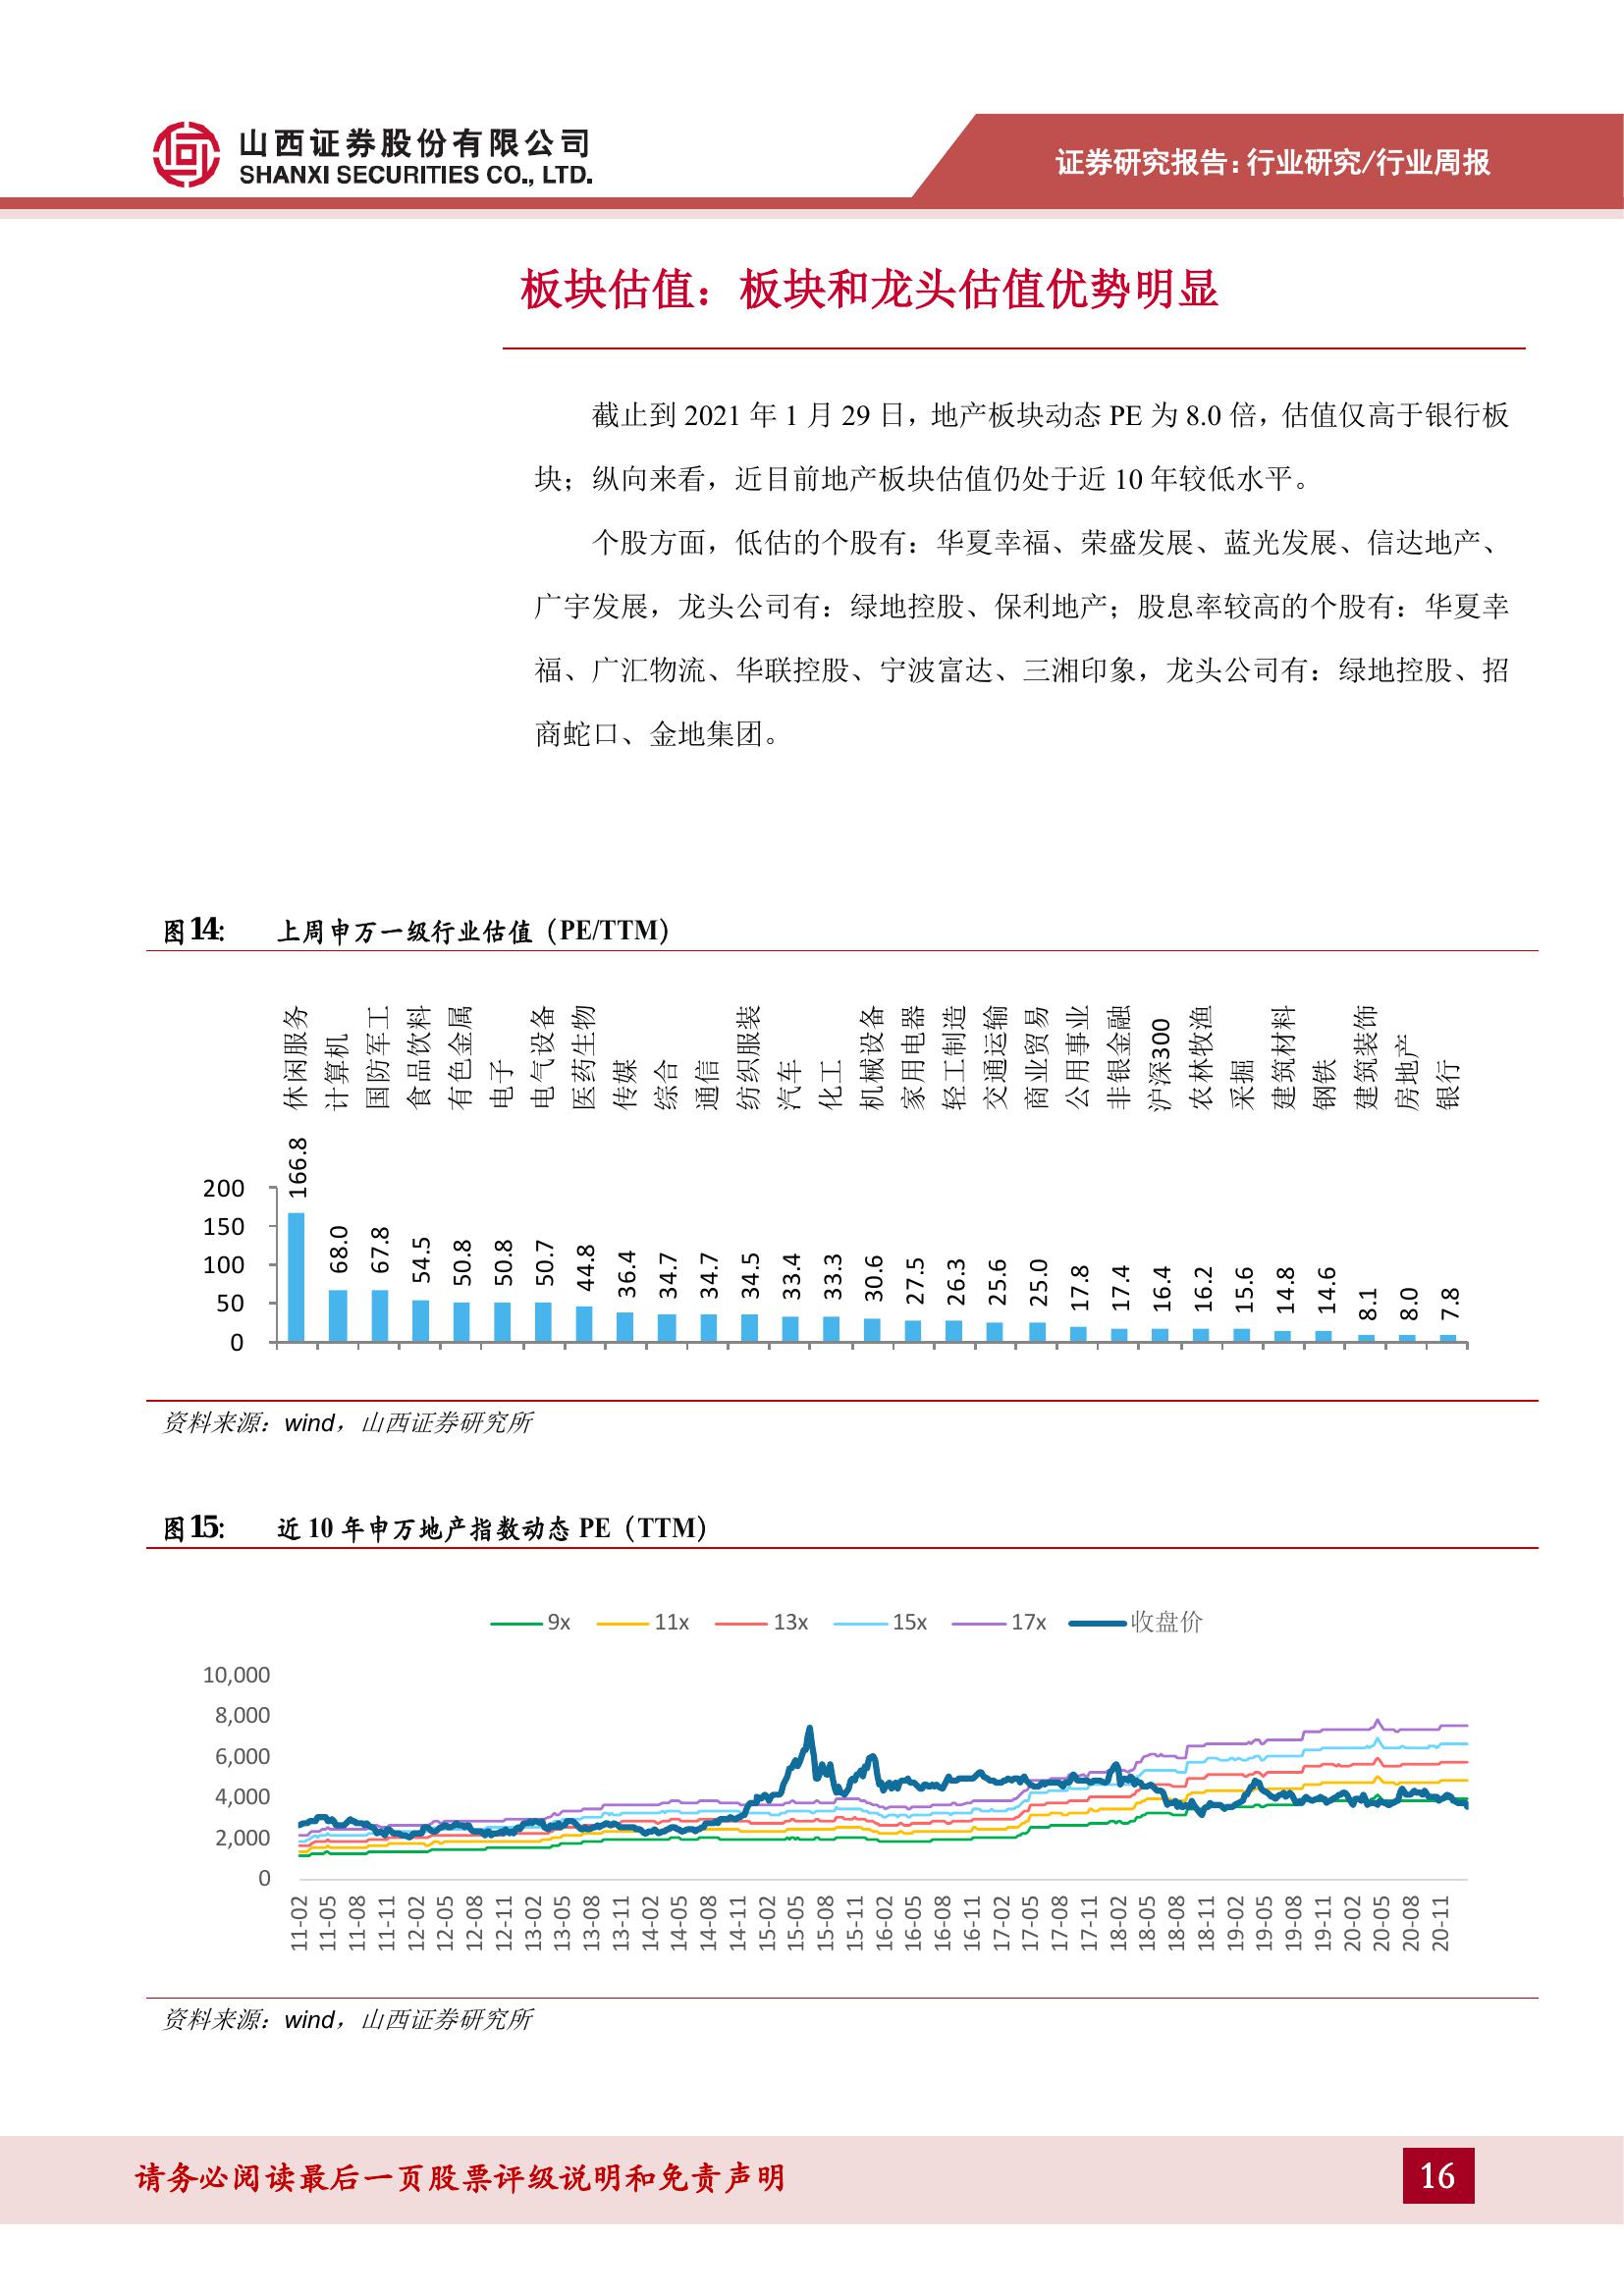 山西证券股份有限公司
SHANXI SECURITIES CO., LTD.
证券研究报告：行业研究/行业周报
板块估值：板块和龙头估值优势明显
截止到 2021 年 1 月 29 日，地产板块动态 PE 为 8.0 倍，估值仅高于银行板
块；纵向来看，近目前地产板块估值仍处于近 10 年较低水平。
个股方面，低估的个股有：华夏幸福、荣盛发展、蓝光发展、信达地产、
广宇发展，龙头公司有：绿地控股、保利地产；股息率较高的个股有：华夏幸
福、广汇物流、华联控股、宁波富达、三湘印象，龙头公司有：绿地控股、招
商蛇口、金地集团。
图14: 上周申万一级行业估值（PE/TTM）
休闲服务
计算机
国防军工
食品饮料
有色金属
电子
电气设备
医药生物
传媒
综合
通信
纺织服装
汽车
化工
机械设备
家用电器
轻工制造
交通运输
商业贸易
公用事业
非银金融
沪深300
农林牧渔
采掘
建筑材料
钢铁
建筑装饰
房地产
银行
200
150
100
50
0
166.8
68.0
67.8
54.5
50.8
50.8
50.7
44.8
36.4
34.7
34.7
34.5
33.4
33.3
30.6
27.5
26.3
25.6
25.0
17.8
17.4
16.4
16.2
15.6
14.8
14.6
8.1
8.0
7.8
资料来源：wind，山西证券研究所
图15: 近 10 年申万地产指数动态 PE（TTM）
9x 11x 13x 15x 17x 收盘价
10,000
8,000
6,000
4,000
2,000
0
11-02
11-05
11-08
11-11
12-02
12-05
12-08
12-11
13-02
13-05
13-08
13-11
14-02
14-05
14-08
14-11
15-02
15-05
15-08
15-11
16-02
16-05
16-08
16-11
17-02
17-05
17-08
17-11
18-02
18-05
18-08
18-11
19-02
19-05
19-08
19-11
20-02
20-05
20-08
20-11
资料来源：wind，山西证券研究所
请务必阅读最后一页股票评级说明和免责声明
16